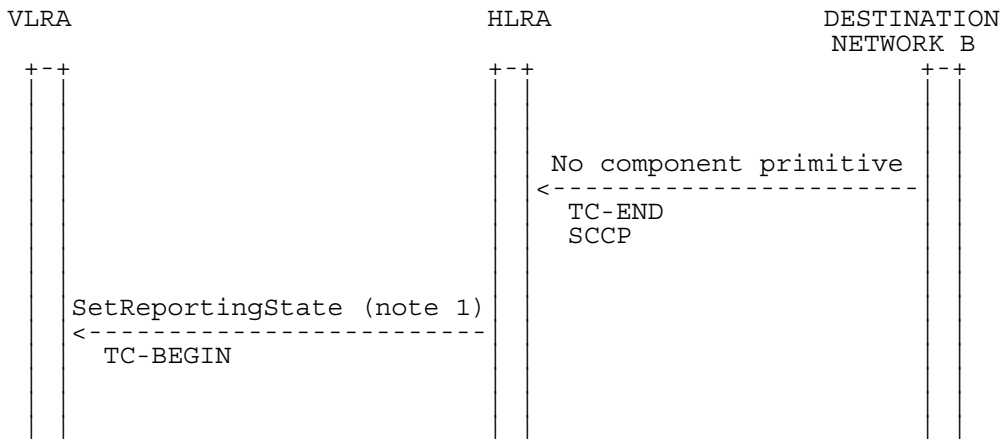 VLRA HLRA DESTINATION
NETWORK B
No component primitive
TC-END
SCCP
SetReportingState (note 1)
TC-BEGIN